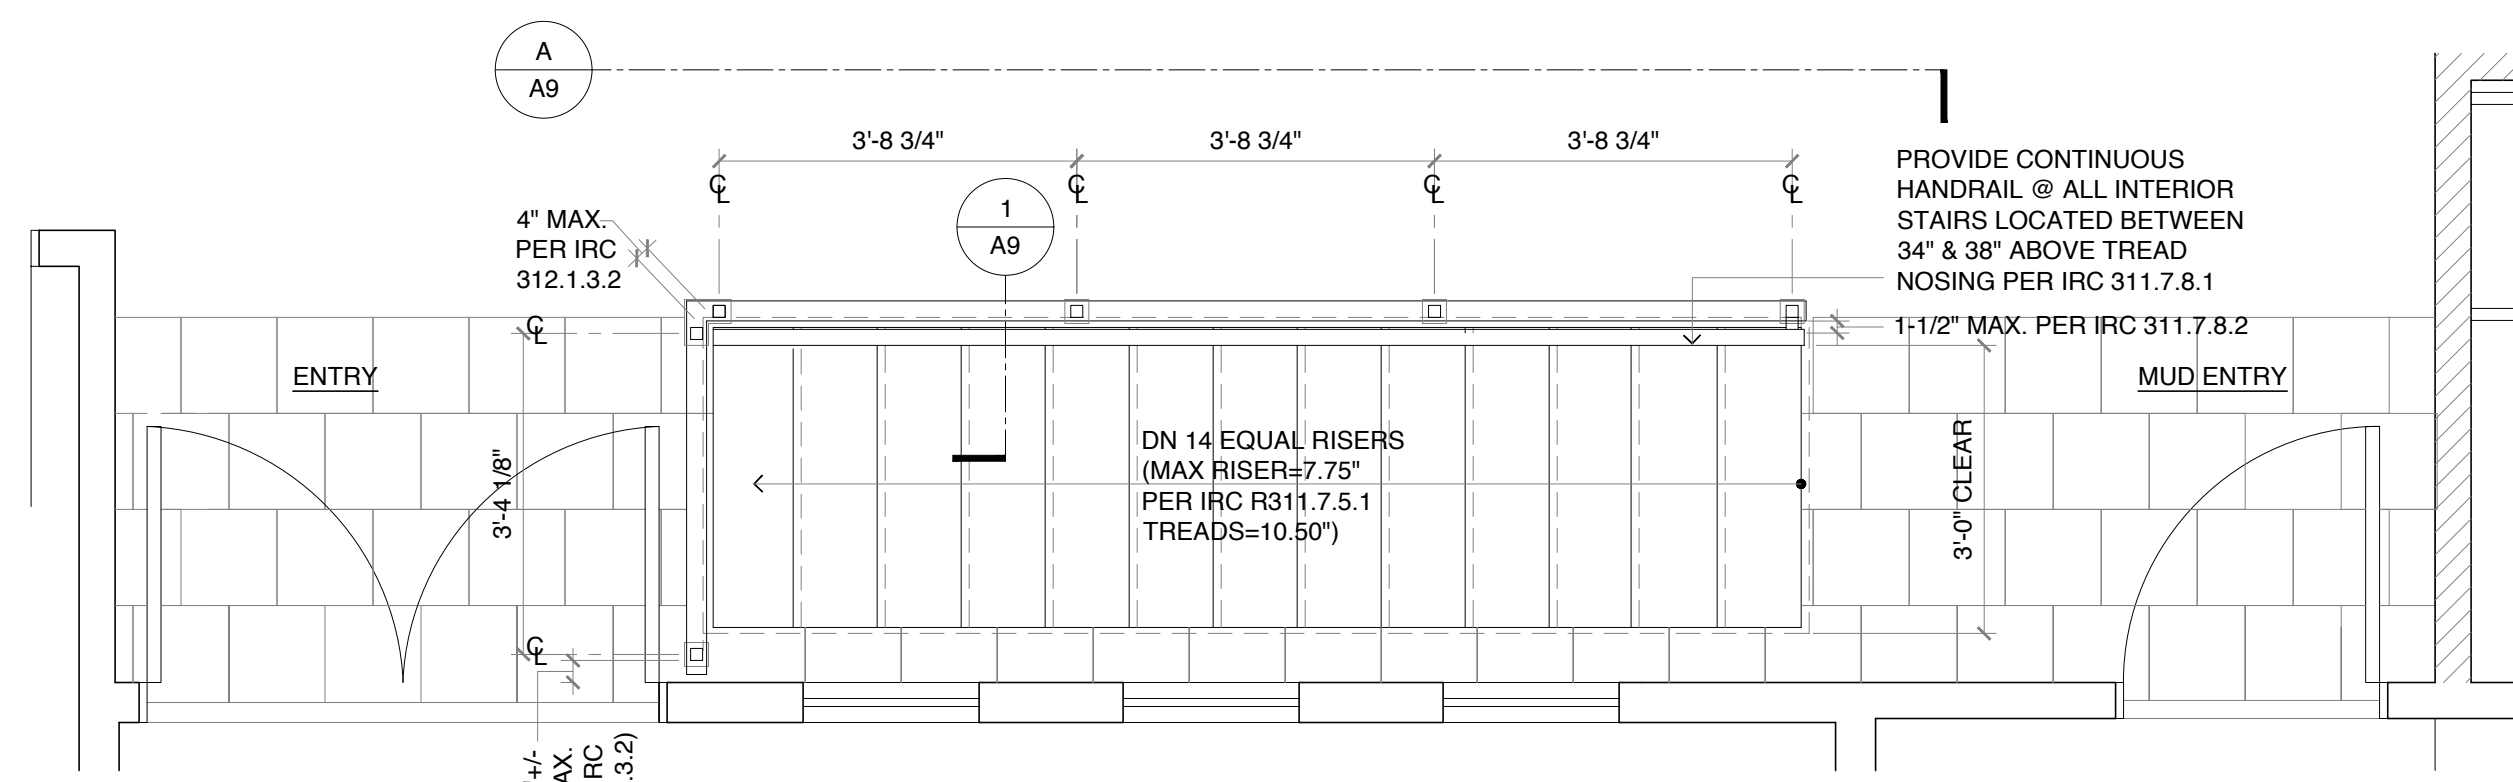 A
A9
3'-8 3/4"
3'-8 3/4"
3'-8 3/4"
CL
CL
CL
CL
1
A9
4" MAX.
PER IRC
312.1.3.2
PROVIDE CONTINUOUS
HANDRAIL @ ALL INTERIOR
STAIRS LOCATED BETWEEN
34" & 38" ABOVE TREAD
NOSING PER IRC 311.7.8.1
1-1/2" MAX. PER IRC 311.7.8.2
CL
ENTRY
MUD ENTRY
3'-4 1/8"
DN 14 EQUAL RISERS
(MAX RISER=7.75"
PER IRC R311.7.5.1
TREADS=10.50")
3'-0" CLEAR
CL
+/-
AX.
RC
.3.2)